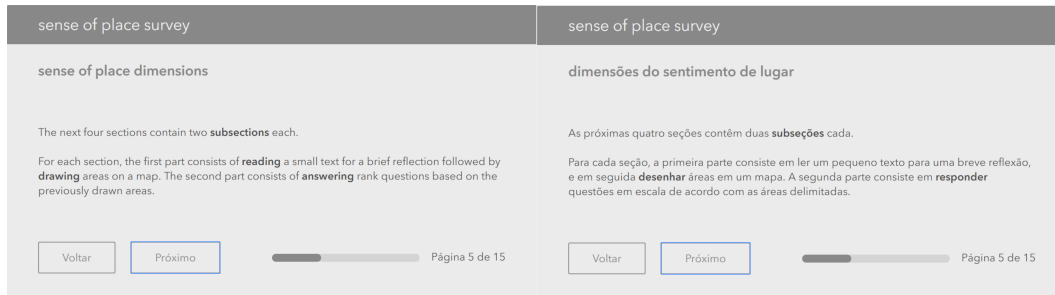 sense of place survey
sense of place dimensions
The next four sections contain two subsections each.
For each section, the first part consists of reading a small text for a brief reflection followed by
drawing areas on a map. The second part consists of answering rank questions based on the
previously drawn areas.
Voltar
Próximo
Página 5 de 15
sense of place survey
dimensões do sentimento de lugar
As próximas quatro seções contêm duas subseções cada.
Para cada seção, a primeira parte consiste em ler um pequeno texto para uma breve reflexão,
e em seguida desenhar áreas em um mapa. A segunda parte consiste em responder
questões em escala de acordo com as áreas delimitadas.
Voltar
Próximo
Página 5 de 15